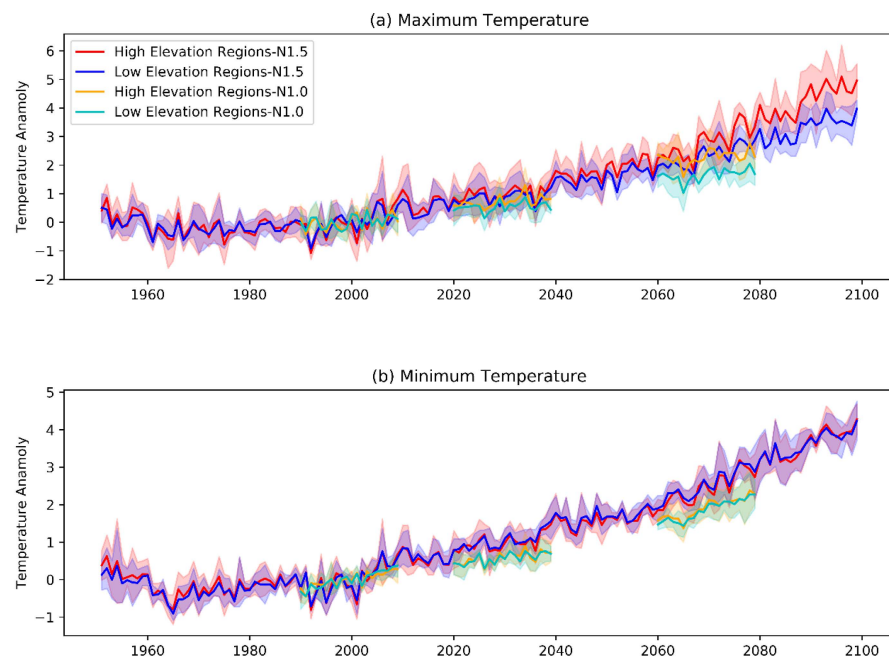 (a) Maximum Temperature
Temperature Anamoly
6
5
4
3
2
1
0
−1
−2
High Elevation Regions-N1.5
Low Elevation Regions-N1.5
High Elevation Regions-N1.0
Low Elevation Regions-N1.0
1960 1980 2000 2020 2040 2060 2080 2100
(b) Minimum Temperature
Temperature Anamoly
5
4
3
2
1
0
−1
1960 1980 2000 2020 2040 2060 2080 2100